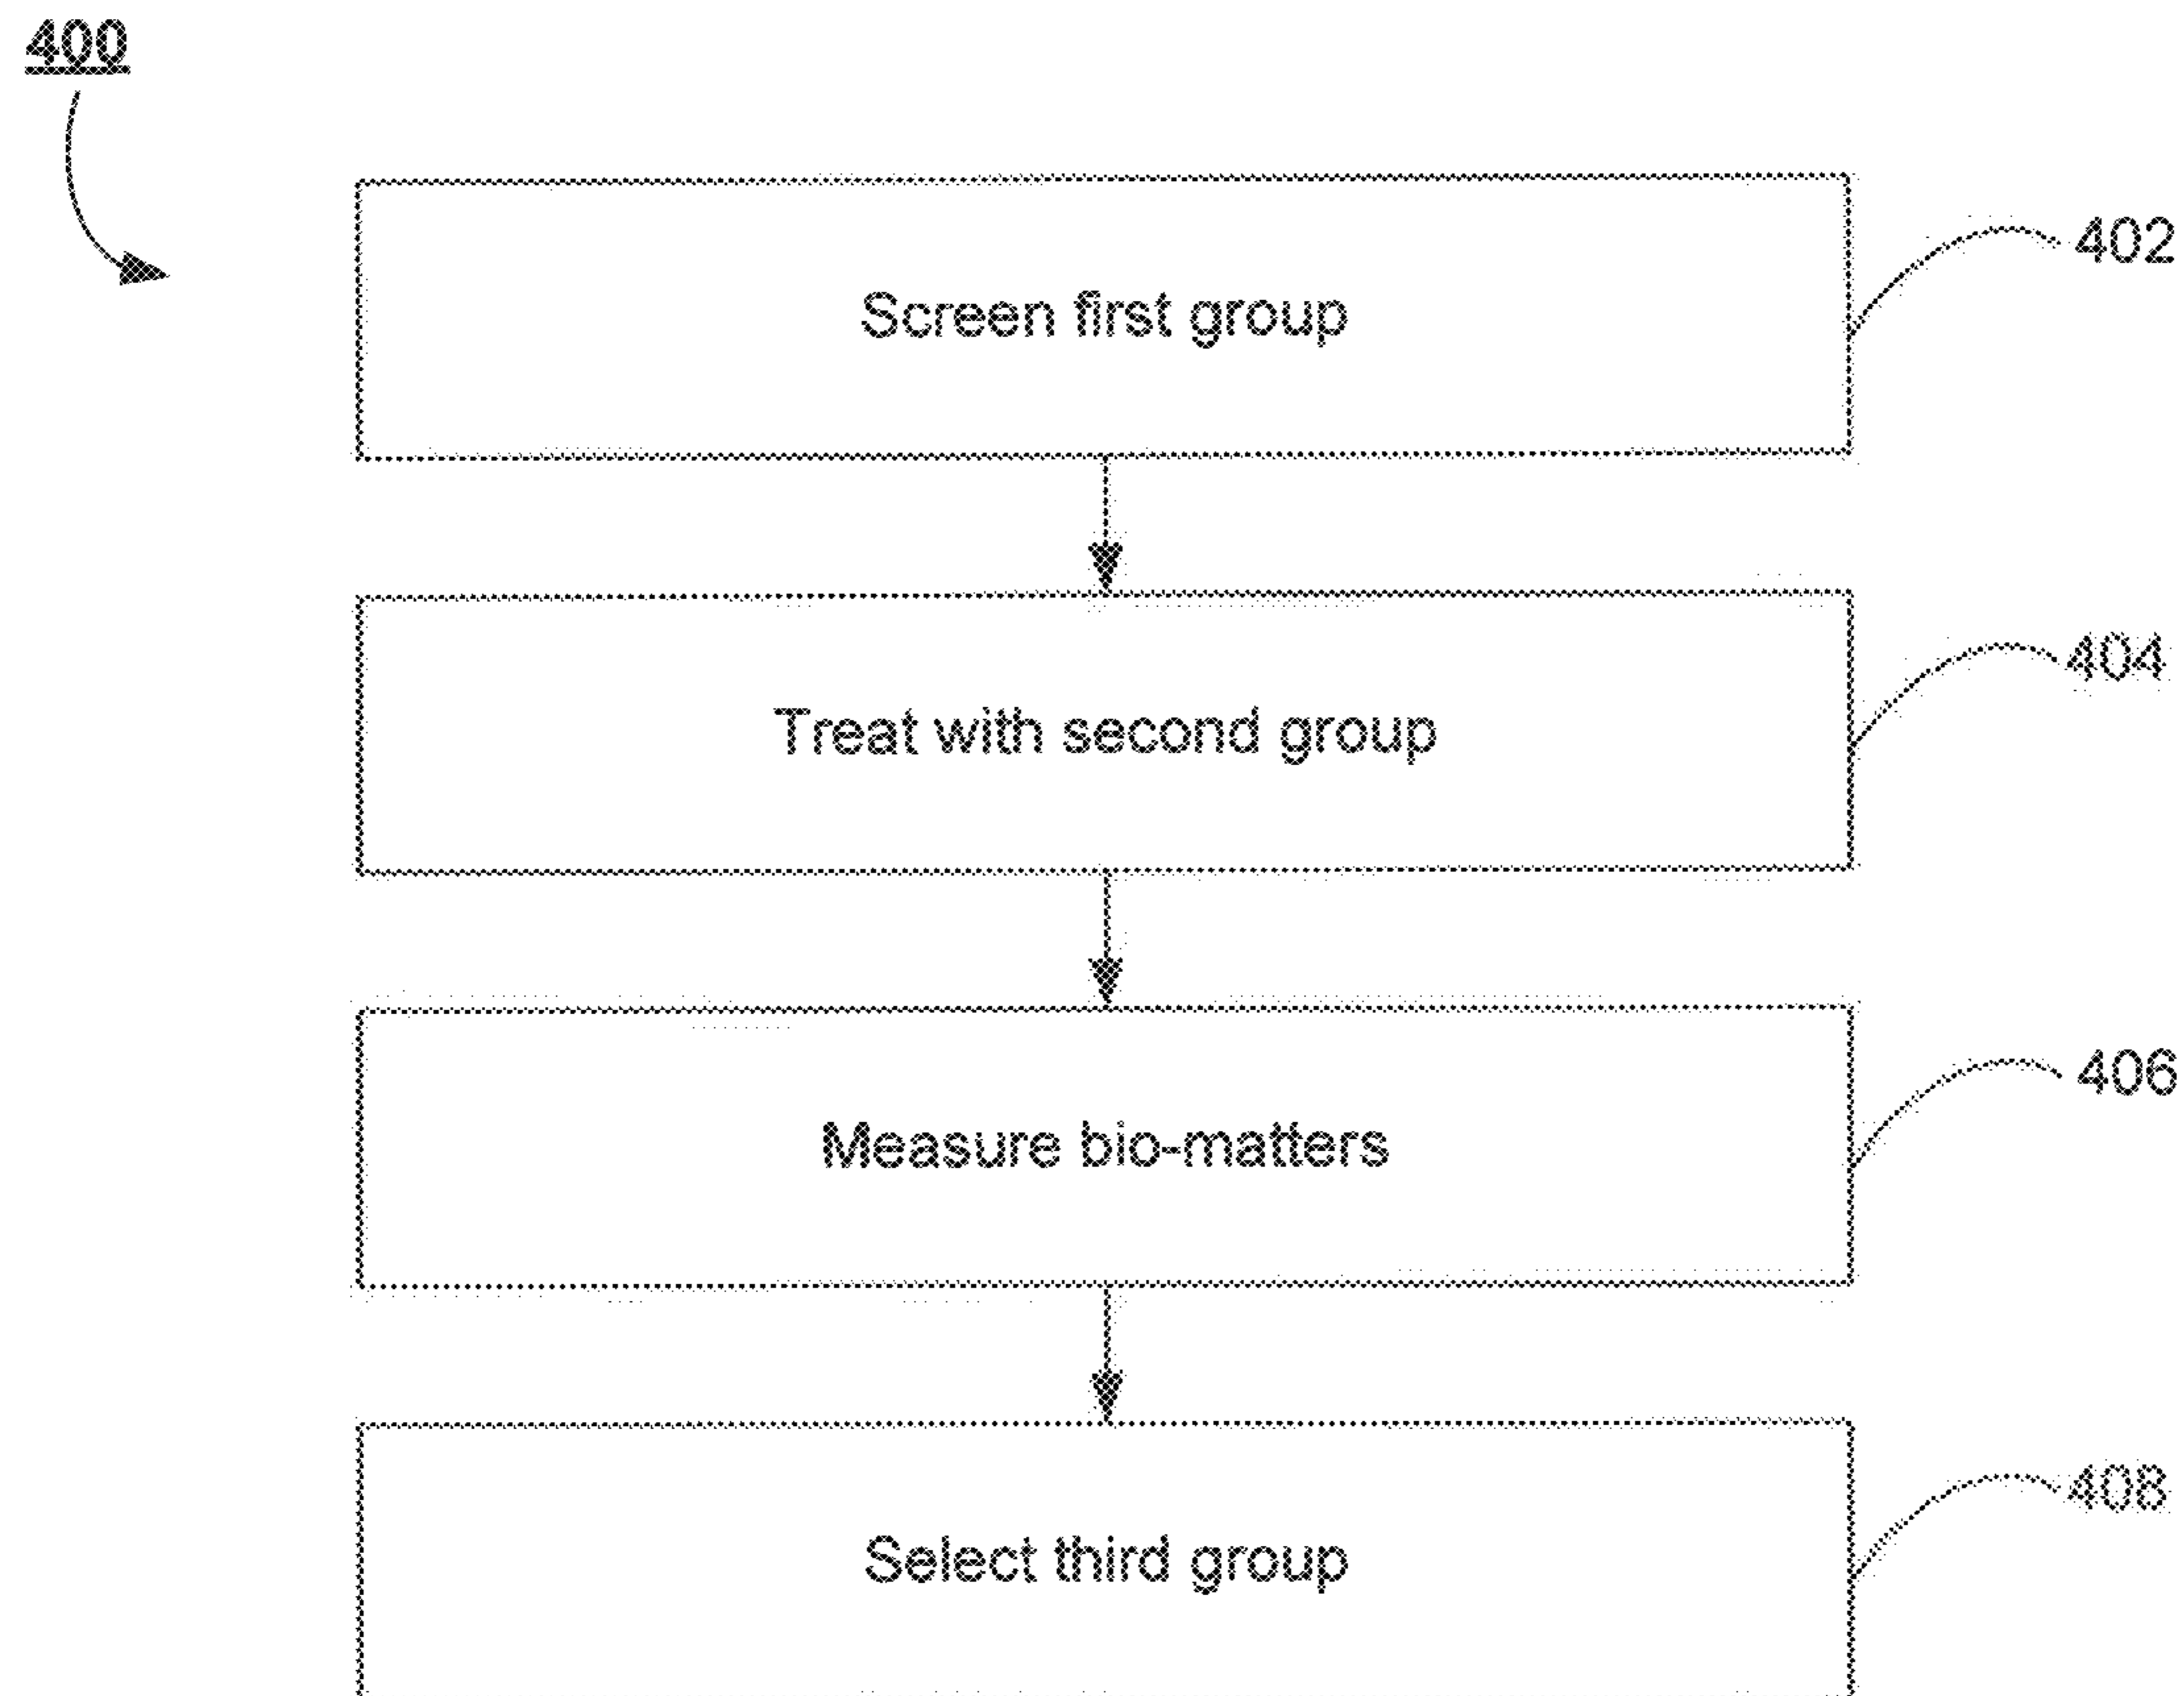 400
Screen first group
402
Treat with second group
404
Measure bio-matters
406
Select third group
408